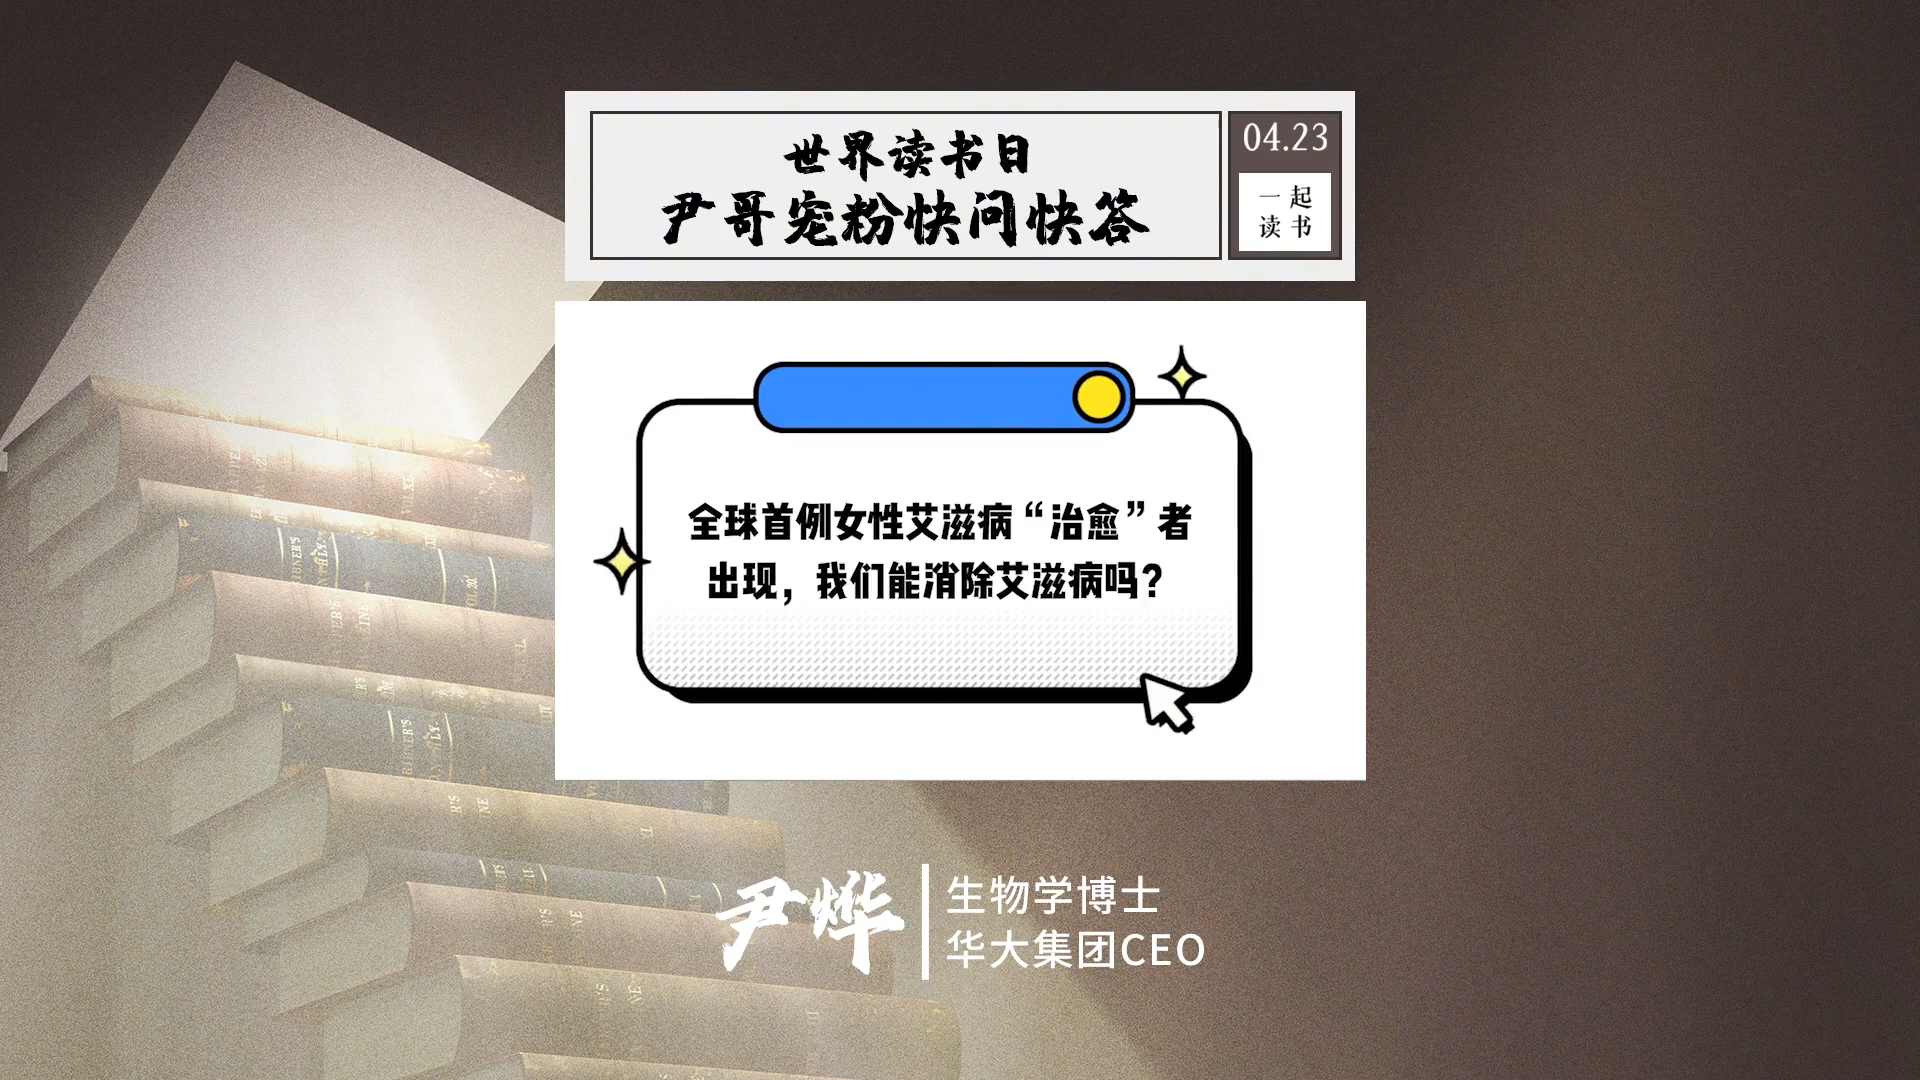 世界读书日
尹哥宠粉快问快答
04.23
一起
读书
全球首例女性艾滋病“治愈”者
出现，我们能消除艾滋病吗？
尹烨
生物学博士
华大集团CEO